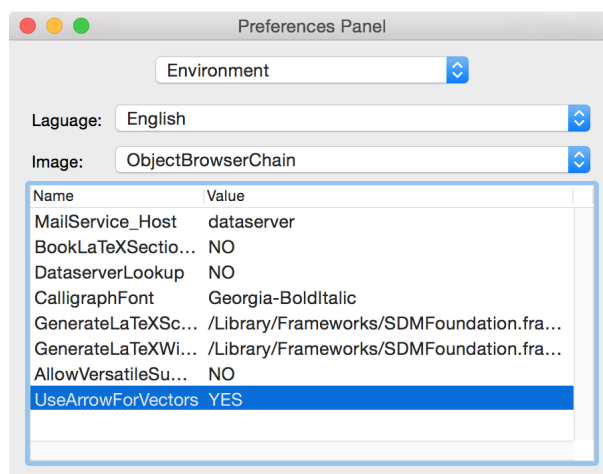 Preferences Panel
Environment
Laguage: English
Image: ObjectBrowserChain
Name Value
MailService_Host dataserver
BookLaTeXSectio... NO
DataserverLookup NO
CalligraphFont Georgia-BoldItalic
GenerateLaTeXSc... /Library/Frameworks/SDMFoundation.fra...
GenerateLaTeXWi... /Library/Frameworks/SDMFoundation.fra...
AllowVersatileSu... NO
UseArrowForVectors YES